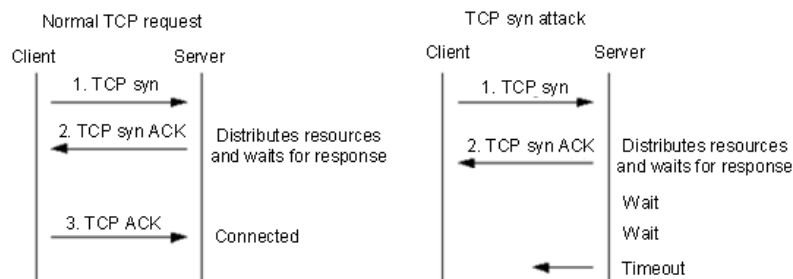 Normal TCP request
Client
Server
1. TCP syn
2. TCP syn ACK
Distributes resources
and waits for response
3. TCP ACK
Connected
TCP syn attack
Client
Server
1. TCP syn
2. TCP syn ACK
Distributes resources
and waits for response
Wait
Wait
Timeout